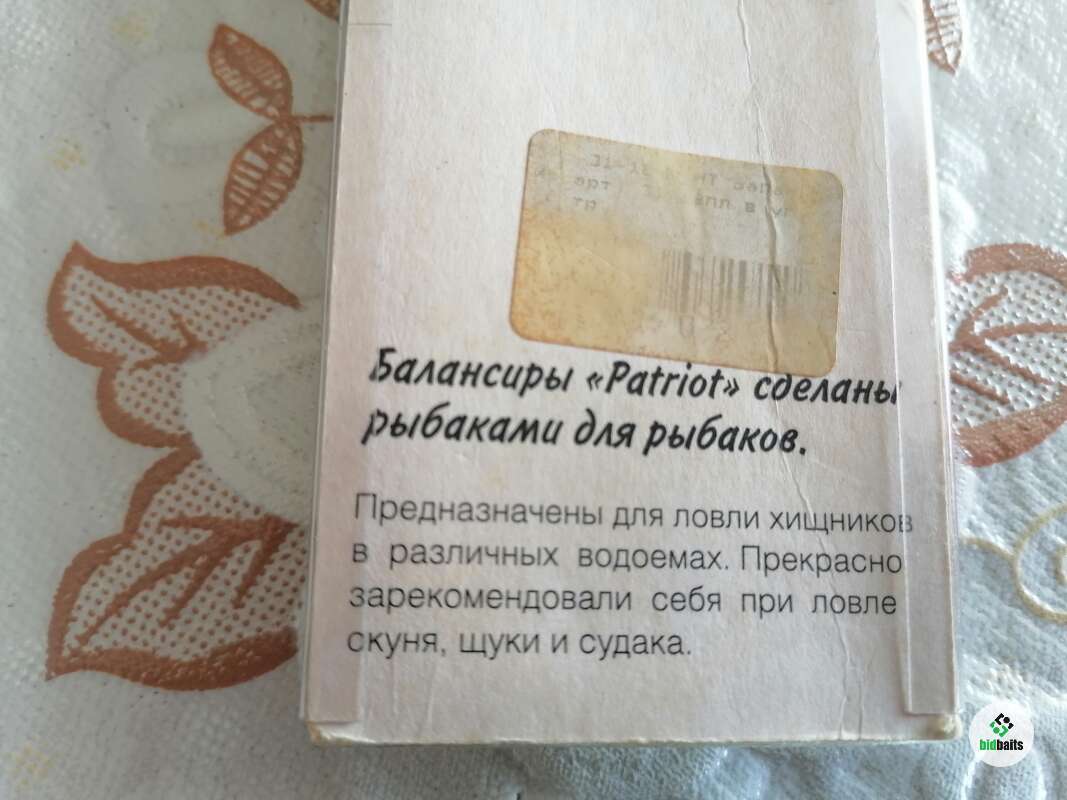 Балансиры «Patriot» сделаны
рыбаками для рыбаков.
Предназначены для ловли хищников
в различных водоемах. Прекрасно
зарекомендовали себя при ловле
скуня, щуки и судака.
bidbaits